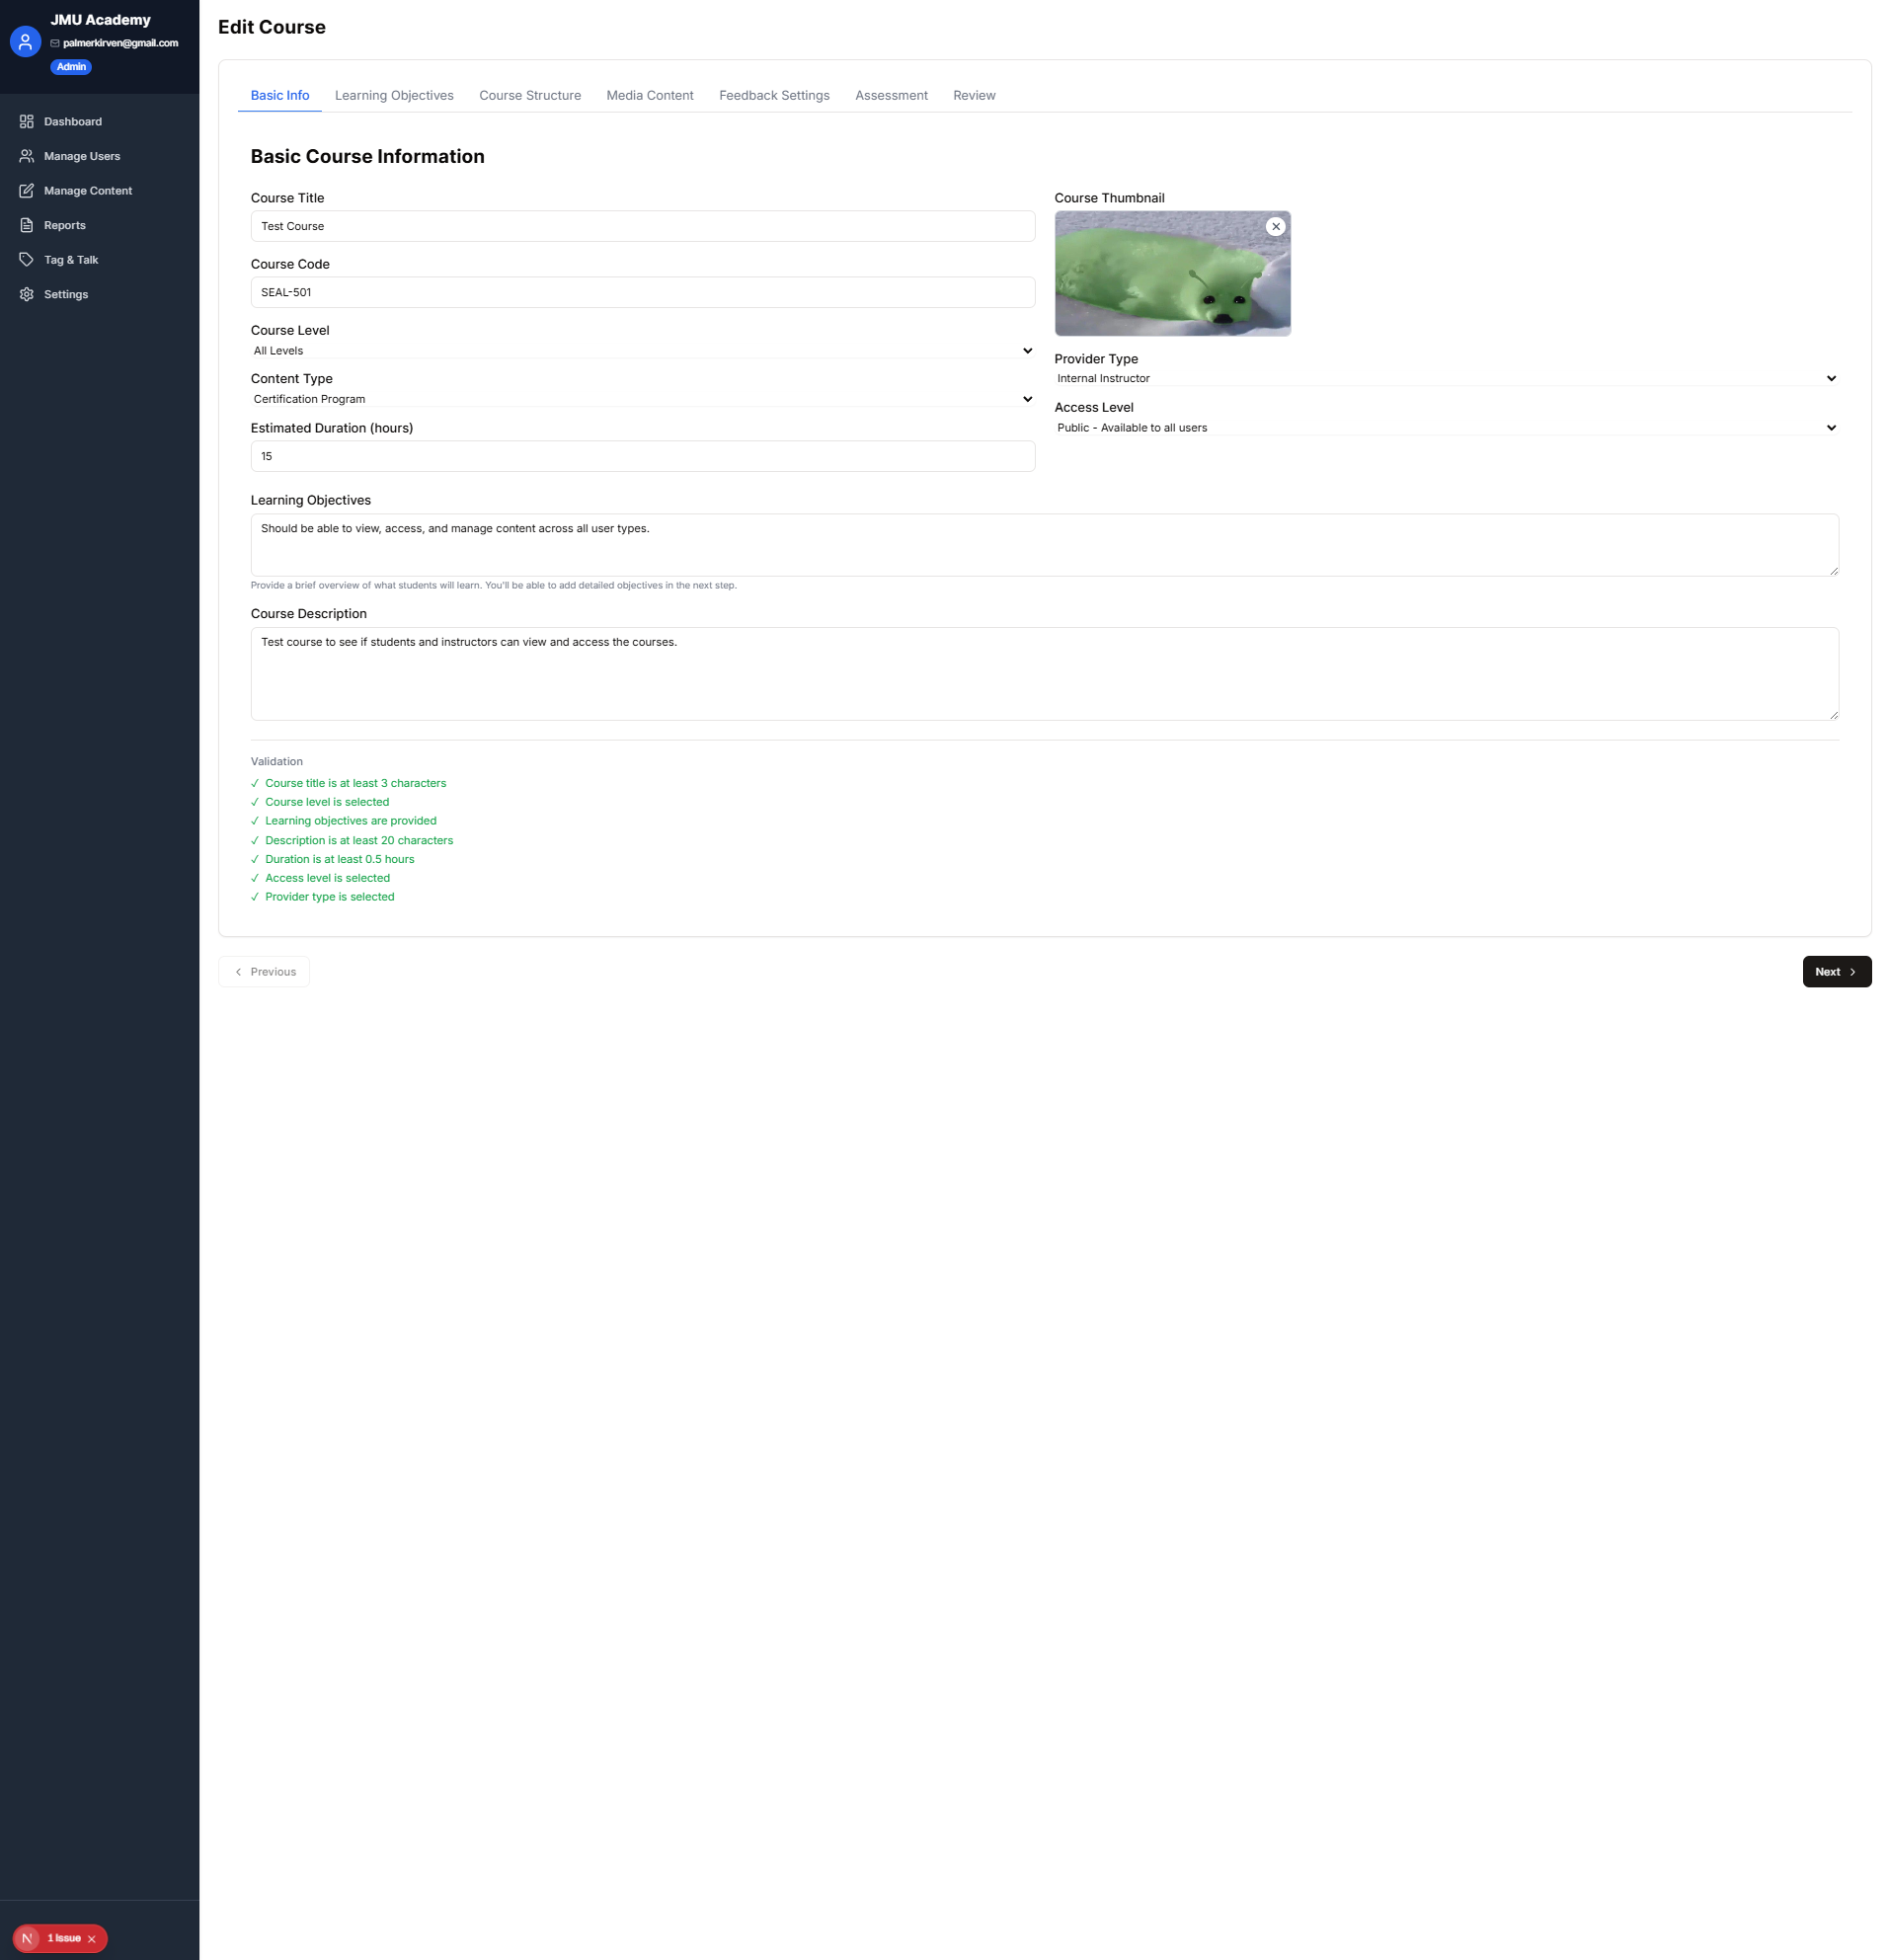 JMU Academy
palmerkirven@gmail.com
Admin
Dashboard
Manage Users
Manage Content
Reports
Tag & Talk
Settings
N
1 Issue
Edit Course
Basic Info
Learning Objectives
Course Structure
Media Content
Feedback Settings
Assessment
Review
Basic Course Information
Course Title
Test Course
Course Code
SEAL-501
Course Level
All Levels
Content Type
Certification Program
Estimated Duration (hours)
15
Course Thumbnail
Provider Type
Internal Instructor
Access Level
Public - Available to all users
Learning Objectives
Should be able to view, access, and manage content across all user types.
Provide a brief overview of what students will learn. You'll be able to add detailed objectives in the next step.
Course Description
Test course to see if students and instructors can view and access the courses.
Validation
✓ Course title is at least 3 characters
✓ Course level is selected
✓ Learning objectives are provided
✓ Description is at least 20 characters
✓ Duration is at least 0.5 hours
✓ Access level is selected
✓ Provider type is selected
Previous
Next